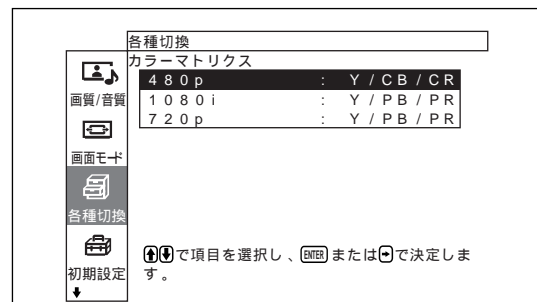 各種切換
カラーマトリクス
480p : Y/CB/CR
1080i : Y/PB/PR
720p : Y/PB/PR
画質/音質
画面モード
各種切換
初期設定
で項目を選択し、ENTERまたはで決定しま
す。